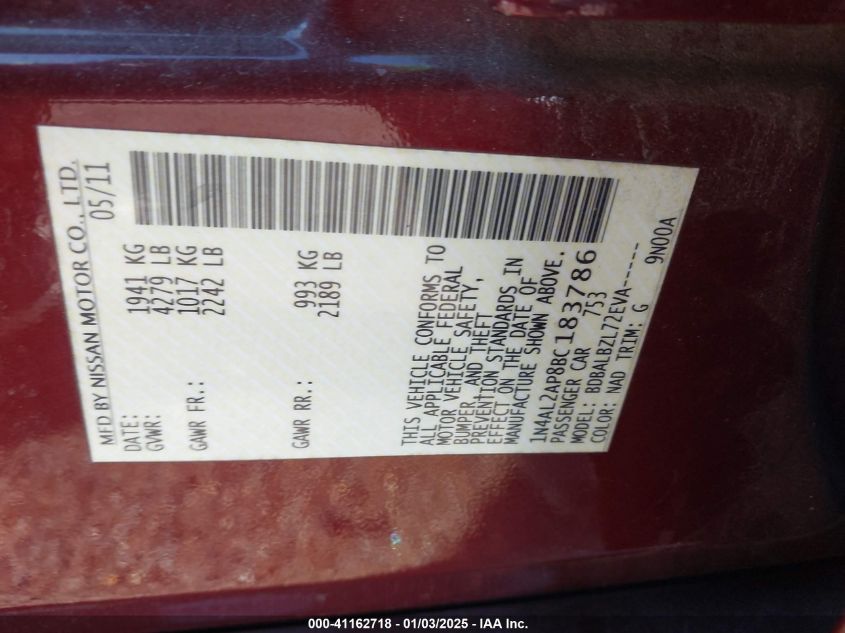 MFD BY NISSAN MOTOR CO., LTD.
DATE: 05/11
GVWR: 1941 KG
4279 LB
GAWR FR.: 1017 KG
2242 LB
GAWR RR.: 993 KG
2189 LB
THIS VEHICLE CONFORMS TO
ALL APPLICABLE FEDERAL
MOTOR VEHICLE SAFETY,
BUMPER, AND THEFT
PREVENTION STANDARDS IN
EFFECT ON THE DATE OF
MANUFACTURE SHOWN ABOVE.
1N4AL2AP8BC183786
PASSENGER CAR 753
MODEL: BDBALBZL72EVA-----
COLOR: NAD TRIM: G 9N00A
000-41162718 - 01/03/2025 - IAA Inc.